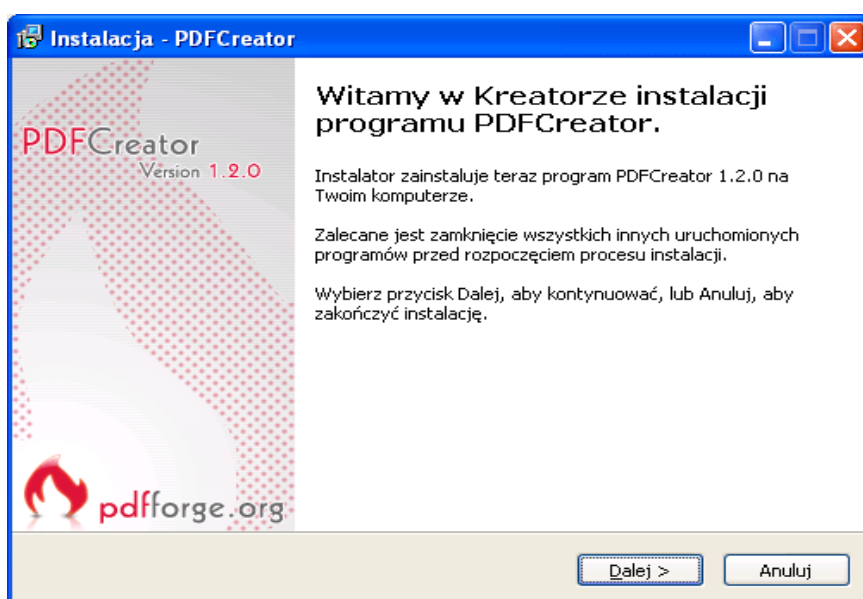 Instalacja - PDFCreator
PDFCreator
Version 1.2.0
Witamy w Kreatorze instalacji
programu PDFCreator.
Instalator zainstaluje teraz program PDFCreator 1.2.0 na
Twoim komputerze.
Zalecane jest zamknięcie wszystkich innych uruchomionych
programów przed rozpoczęciem procesu instalacji.
Wybierz przycisk Dalej, aby kontynuować, lub Anuluj, aby
zakończyć instalację.
pdfforge.org
Dalej >
Anuluj